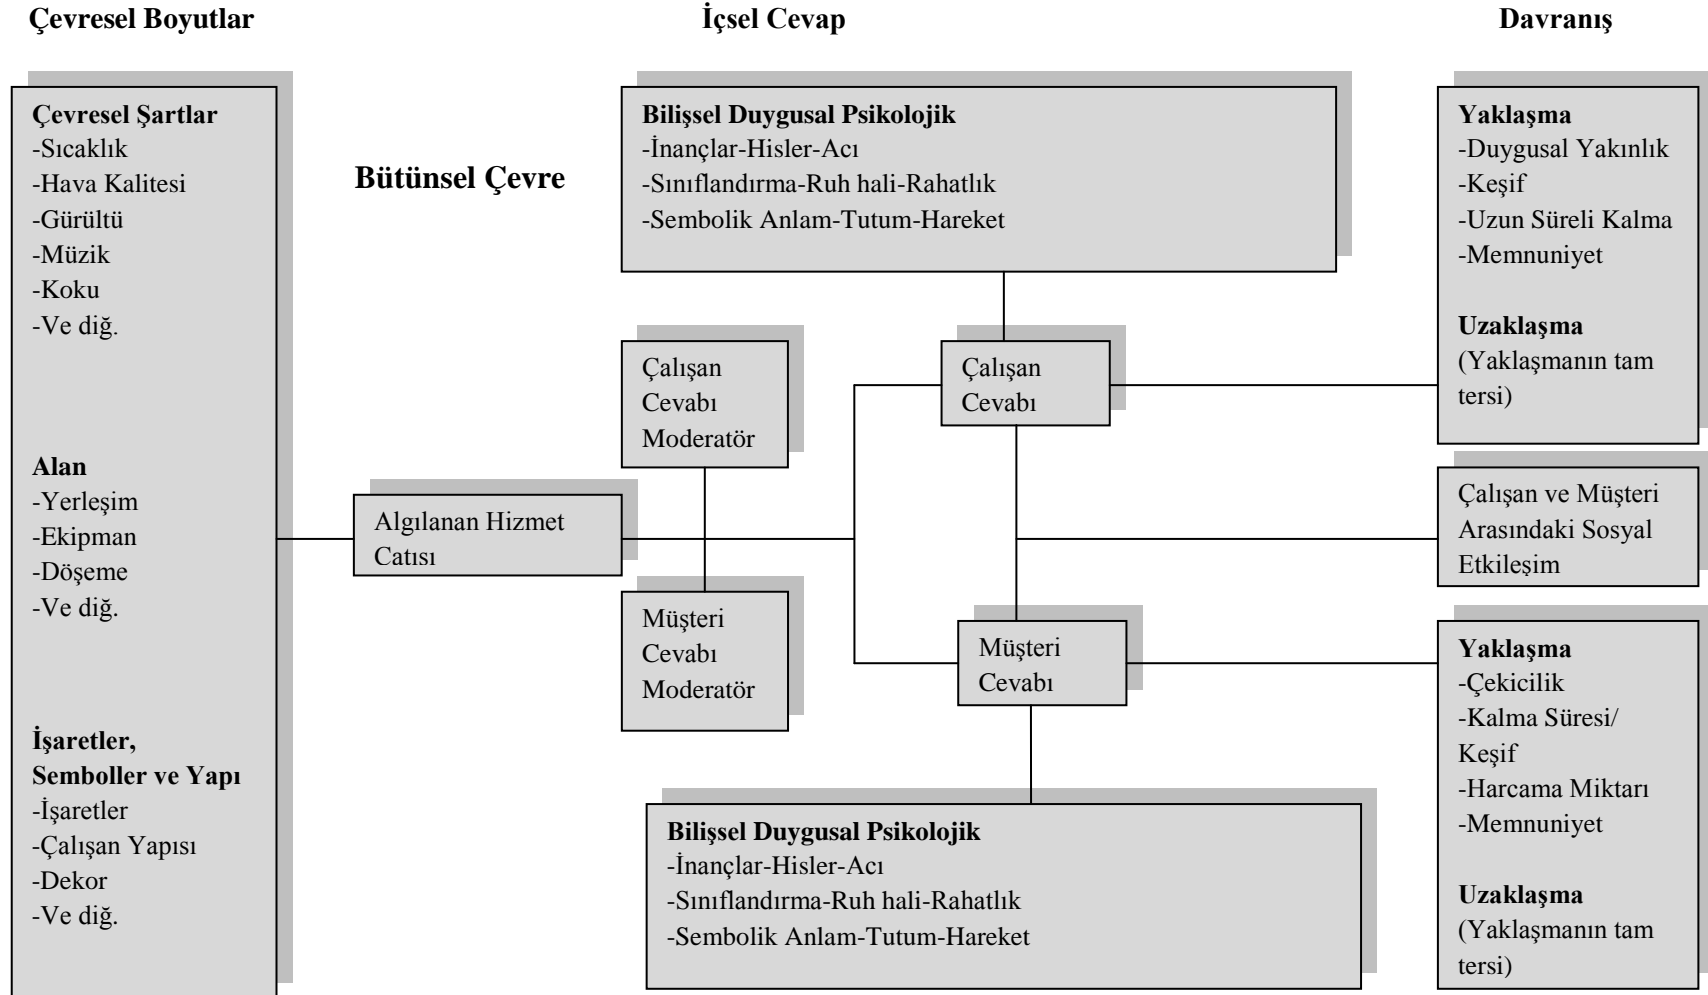 Çevresel Boyutlar
İçsel Cevap
Davranış
Çevresel Şartlar
-Sıcaklık
-Hava Kalitesi
-Gürültü
-Müzik
-Koku
-Ve diğ.
Alan
-Yerleşim
-Ekipman
-Döşeme
-Ve diğ.
İşaretler,
Semboller ve Yapı
-İşaretler
-Çalışan Yapısı
-Dekor
-Ve diğ.
Bütünsel Çevre
Algılanan Hizmet
Catısı
Bilişsel Duygusal Psikolojik
-İnançlar-Hisler-Acı
-Sınıflandırma-Ruh hali-Rahatlık
-Sembolik Anlam-Tutum-Hareket
Çalışan
Cevabı
Moderatör
Müşteri
Cevabı
Moderatör
Çalışan
Cevabı
Müşteri
Cevabı
Bilişsel Duygusal Psikolojik
-İnançlar-Hisler-Acı
-Sınıflandırma-Ruh hali-Rahatlık
-Sembolik Anlam-Tutum-Hareket
Yaklaşma
-Duygusal Yakınlık
-Keşif
-Uzun Süreli Kalma
-Memnuniyet
Uzaklaşma
(Yaklaşmanın tam
tersi)
Çalışan ve Müşteri
Arasındaki Sosyal
Etkileşim
Yaklaşma
-Çekicilik
-Kalma Süresi/
Keşif
-Harcama Miktarı
-Memnuniyet
Uzaklaşma
(Yaklaşmanın tam
tersi)